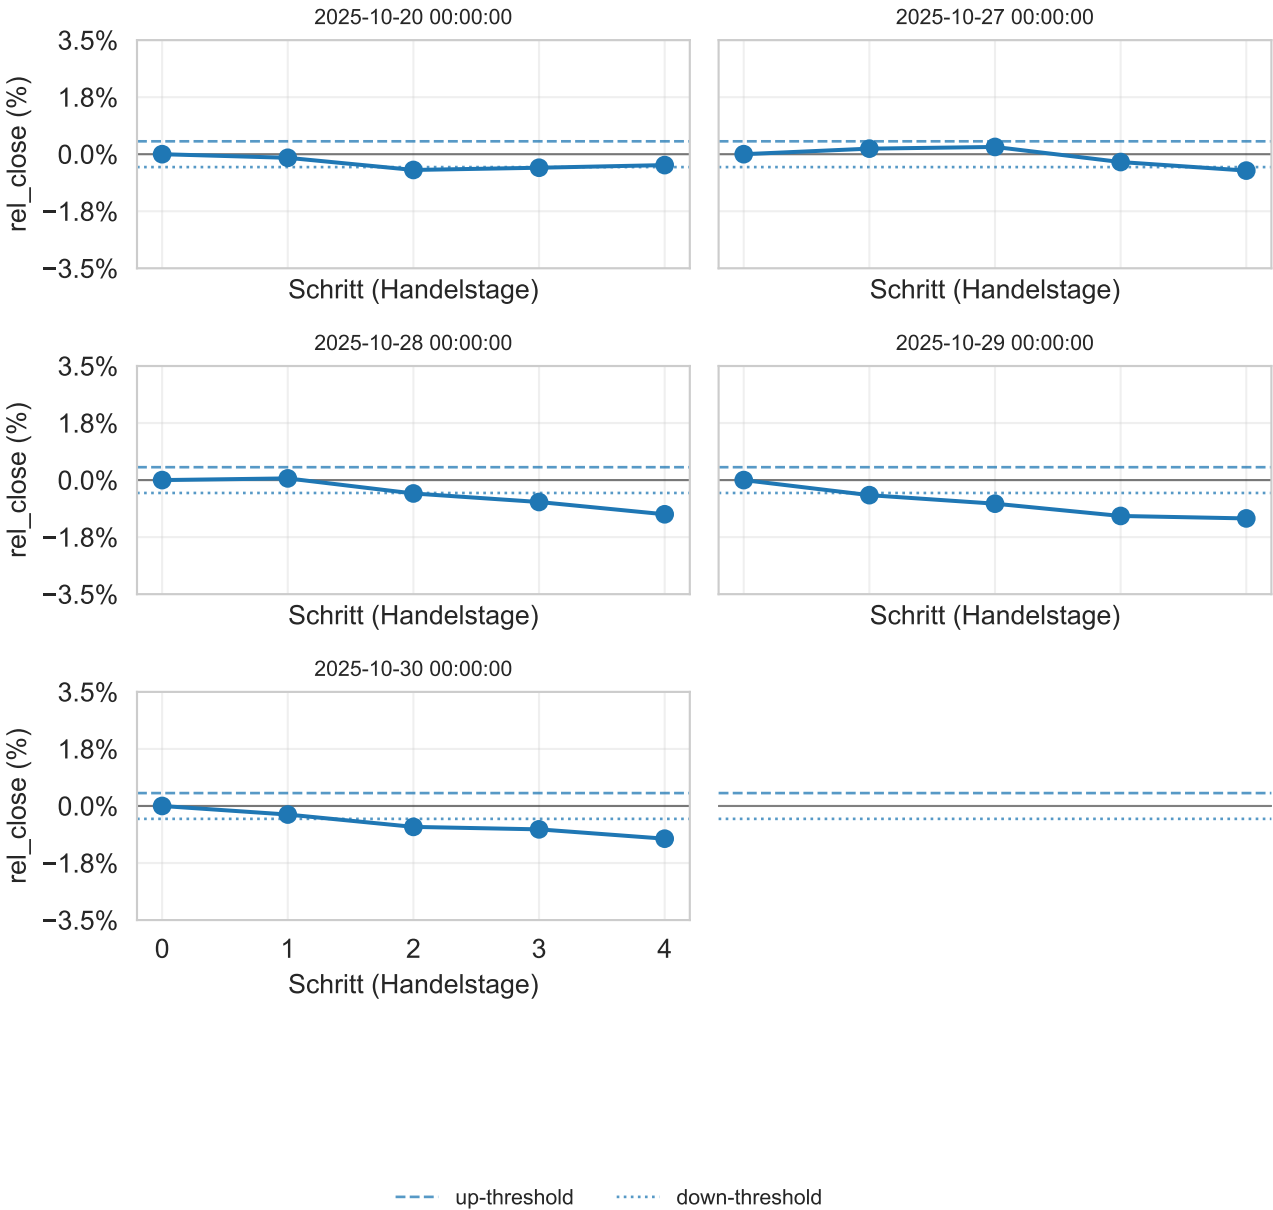 2025-10-20 00:00:00
2025-10-27 00:00:00
3.5%
1.8%
0.0%
−1.8%
−3.5%
rel_close (%)
Schritt (Handelstage)
Schritt (Handelstage)
2025-10-28 00:00:00
2025-10-29 00:00:00
3.5%
1.8%
0.0%
−1.8%
−3.5%
rel_close (%)
Schritt (Handelstage)
Schritt (Handelstage)
2025-10-30 00:00:00
3.5%
1.8%
0.0%
−1.8%
−3.5%
rel_close (%)
0 1 2 3 4
Schritt (Handelstage)
up-threshold down-threshold